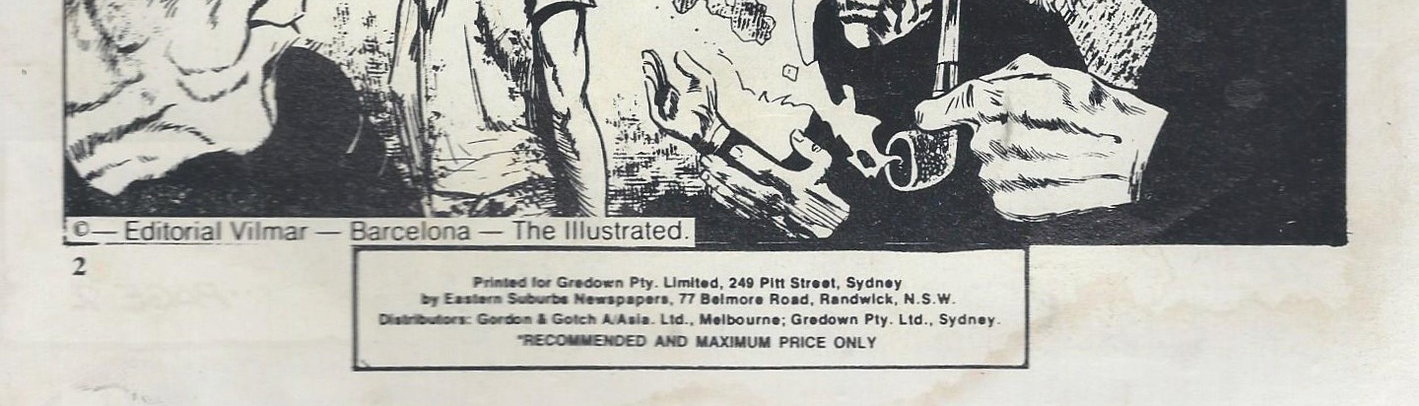 ©— Editorial Vilmar — Barcelona — The Illustrated.
2
Printed for Gredown Pty. Limited, 249 Pitt Street, Sydney
by Eastern Suburbs Newspapers, 77 Belmore Road, Randwick, N.S.W.
Distributors: Gordon & Gotch A/Asia. Ltd., Melbourne; Gredown Pty. Ltd., Sydney.
*RECOMMENDED AND MAXIMUM PRICE ONLY